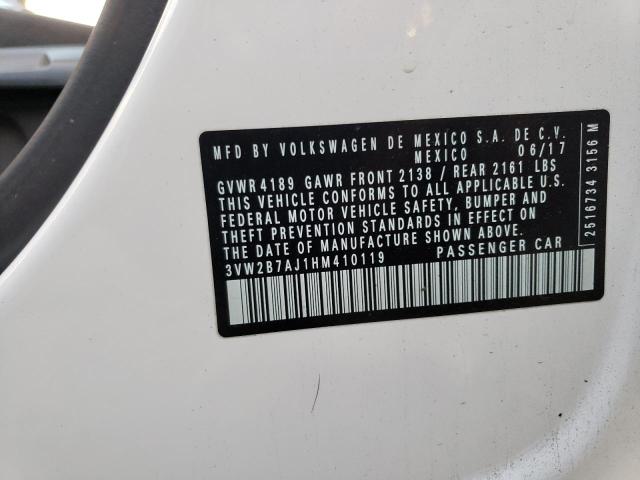 MFD BY VOLKSWAGEN DE MEXICO S.A. DE C.V.
MEXICO 06/17
GVWR 4189 GAWR FRONT 2138 / REAR 2161 LBS
THIS VEHICLE CONFORMS TO ALL APPLICABLE U.S.
FEDERAL MOTOR VEHICLE SAFETY, BUMPER AND
THEFT PREVENTION STANDARDS IN EFFECT ON
THE DATE OF MANUFACTURE SHOWN ABOVE.
3VW2B7AJ1HM410119 PASSENGER CAR
2516734 3156 M